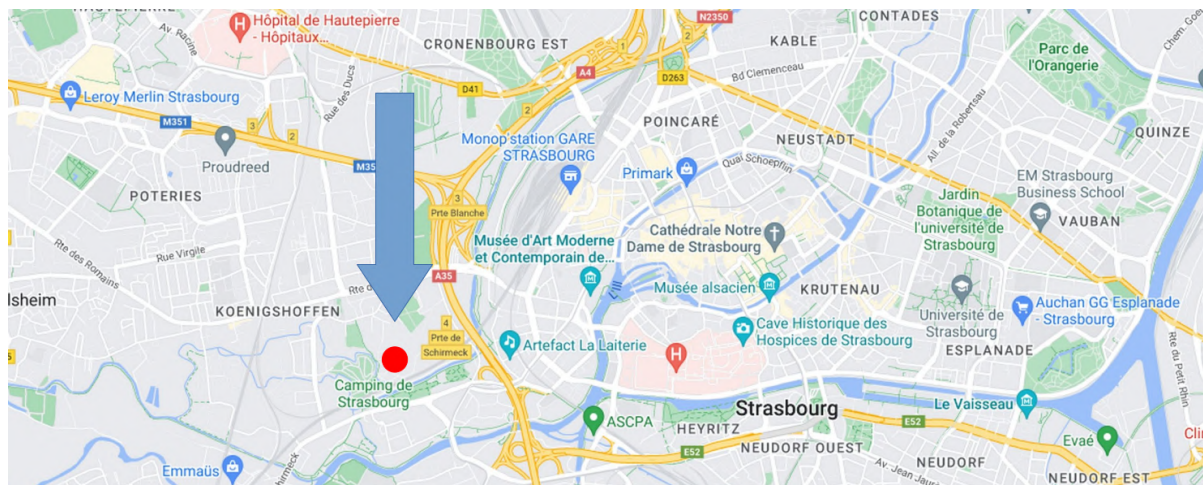 HAUTEPIERRE
Hôpital de Hautepierre
- Hôpitaux...
Av. Racine
CRONENBOURG EST
N2350
CONTADES
KABLE
Parc de
l'Orangerie
Leroy Merlin Strasbourg
Rue des Ducs
D41
A4
D263
Bd Clemenceau
M351
3
2
2
1
2
2
Proudreed
POTERIES
M35
Monop'station GARE
STRASBOURG
POINCARÉ
NEUSTADT
All. de la Robertsau
QUINZE
Primark
Quai Schoepflin
EM Strasbourg
Business School
VAUBAN
3
Prte Blanche
Jardin
Botanique de
l'université de
Strasbourg
Rte des Romains
Rue Virgile
Musée d'Art Moderne
et Contemporain de...
Cathédrale Notre
Dame de Strasbourg
A35
Musée alsacien
KRUTENAU
lsheim
KOENIGSHOFFEN
Rte de
4
Prte de
Schirmeck
Artefact La Laiterie
Cave Historique des
Hospices de Strasbourg
Université de
Strasbourg
Auchan GG Esplanade
- Strasbourg
ESPLANADE
Rte du Petit Rhin
Camping de
Strasbourg
Strasbourg
Le Vaisseau
ASCPA
HEYRITZ
E52
E52
NEUDORF OUEST
Evaé
Emmaüs
NEUDORF
NEUDORF EST